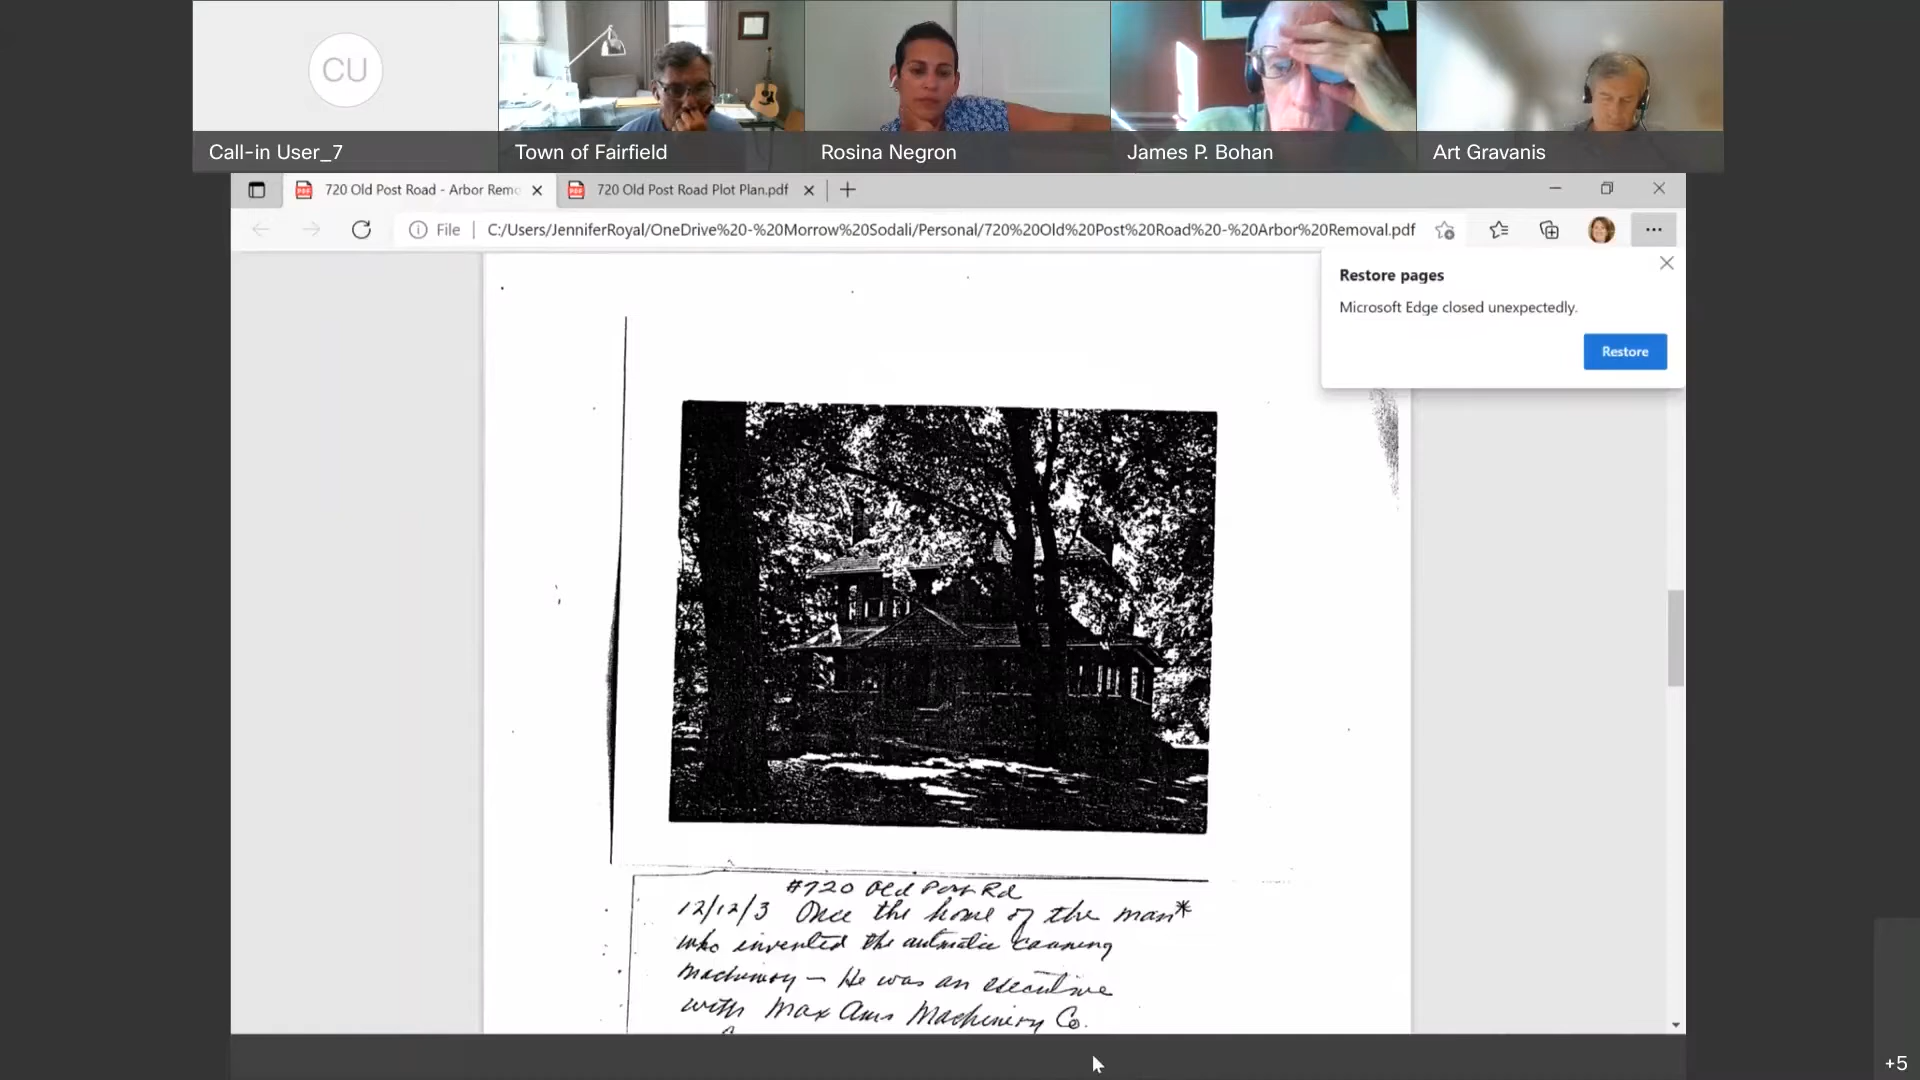 CU
Call-in User_7
Town of Fairfield
Rosina Negron
James P. Bohan
Art Gravanis
720 Old Post Road - Arbor Remo
720 Old Post Road Plot Plan.pdf
File
C:/Users/JenniferRoyal/OneDrive%20-%20Morrow%20Sodali/Personal/720%20Old%20Post%20Road%20-%20Arbor%20Removal.pdf
Restore pages
Microsoft Edge closed unexpectedly.
Restore
#720 Old Post Rd
12/12/3 Once the home of the man*
who invented the automatic canning
machinery — He was an executive
with Max Ams Machinery Co.
+5